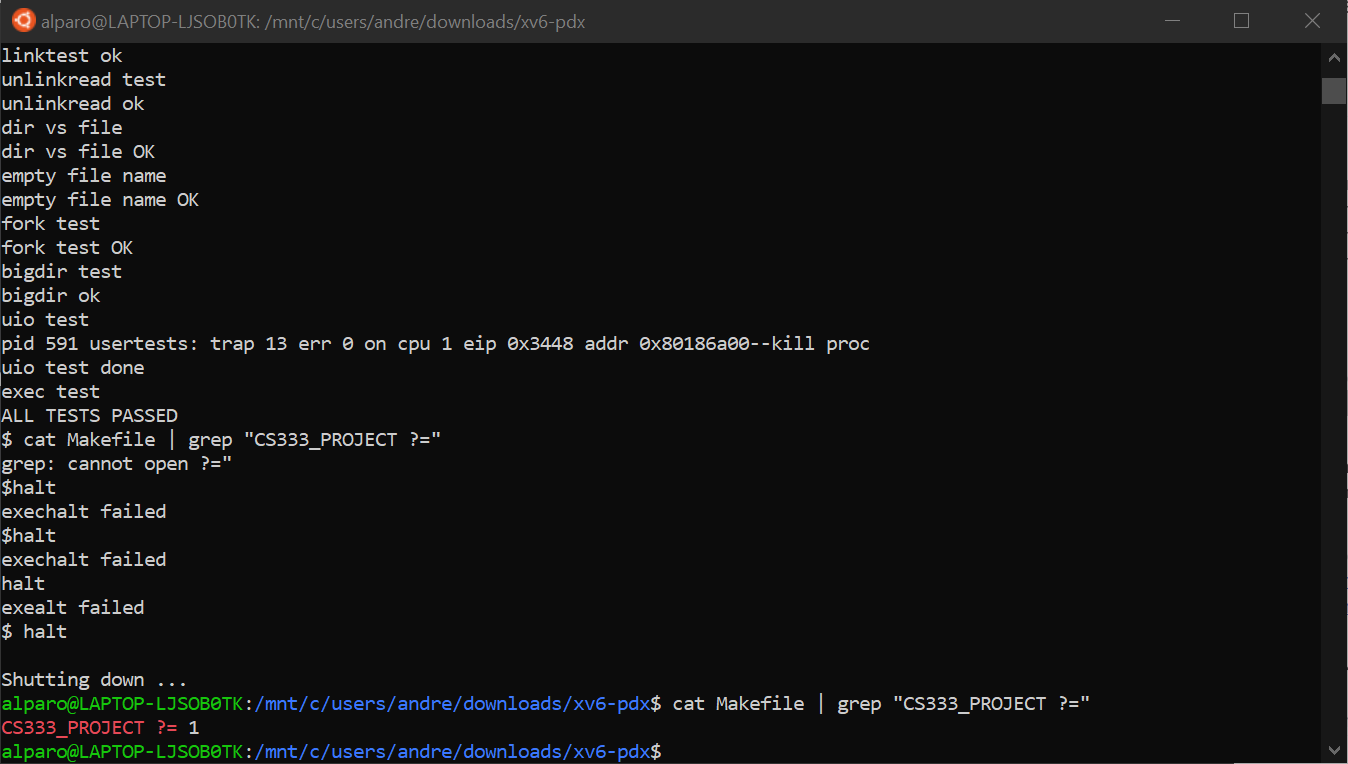 alparo@LAPTOP-LJSOB0TK: /mnt/c/users/andre/downloads/xv6-pdx
linktest ok
unlinkread test
unlinkread ok
dir vs file
dir vs file OK
empty file name
empty file name OK
fork test
fork test OK
bigdir test
bigdir ok
uio test
pid 591 usertests: trap 13 err 0 on cpu 1 eip 0x3448 addr 0x80186a00--kill proc
uio test done
exec test
ALL TESTS PASSED
$ cat Makefile | grep "CS333_PROJECT ?="
grep: cannot open ?="
$halt
exechalt failed
$halt
exechalt failed
halt
exealt failed
$ halt
Shutting down ...
alparo@LAPTOP-LJSOB0TK:/mnt/c/users/andre/downloads/xv6-pdx$ cat Makefile | grep "CS333_PROJECT ?="
CS333_PROJECT ?= 1
alparo@LAPTOP-LJSOB0TK:/mnt/c/users/andre/downloads/xv6-pdx$